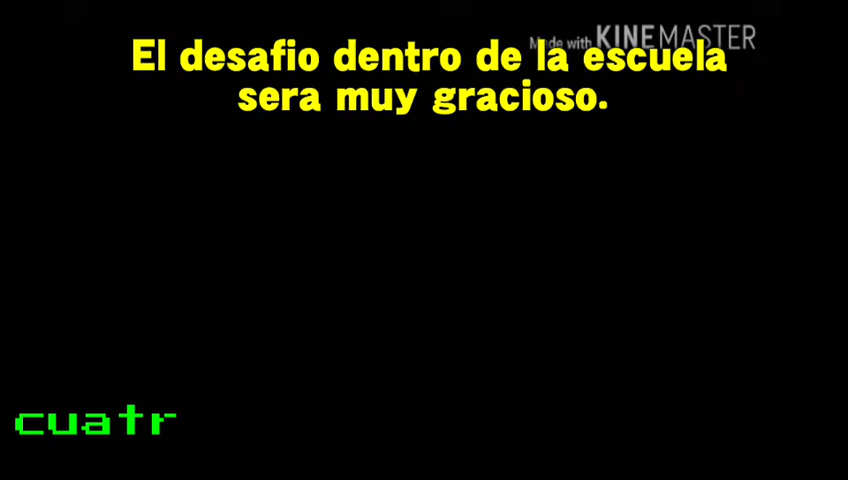 Made with KINEMASTER
El desafio dentro de la escuela
sera muy gracioso.
cuatr